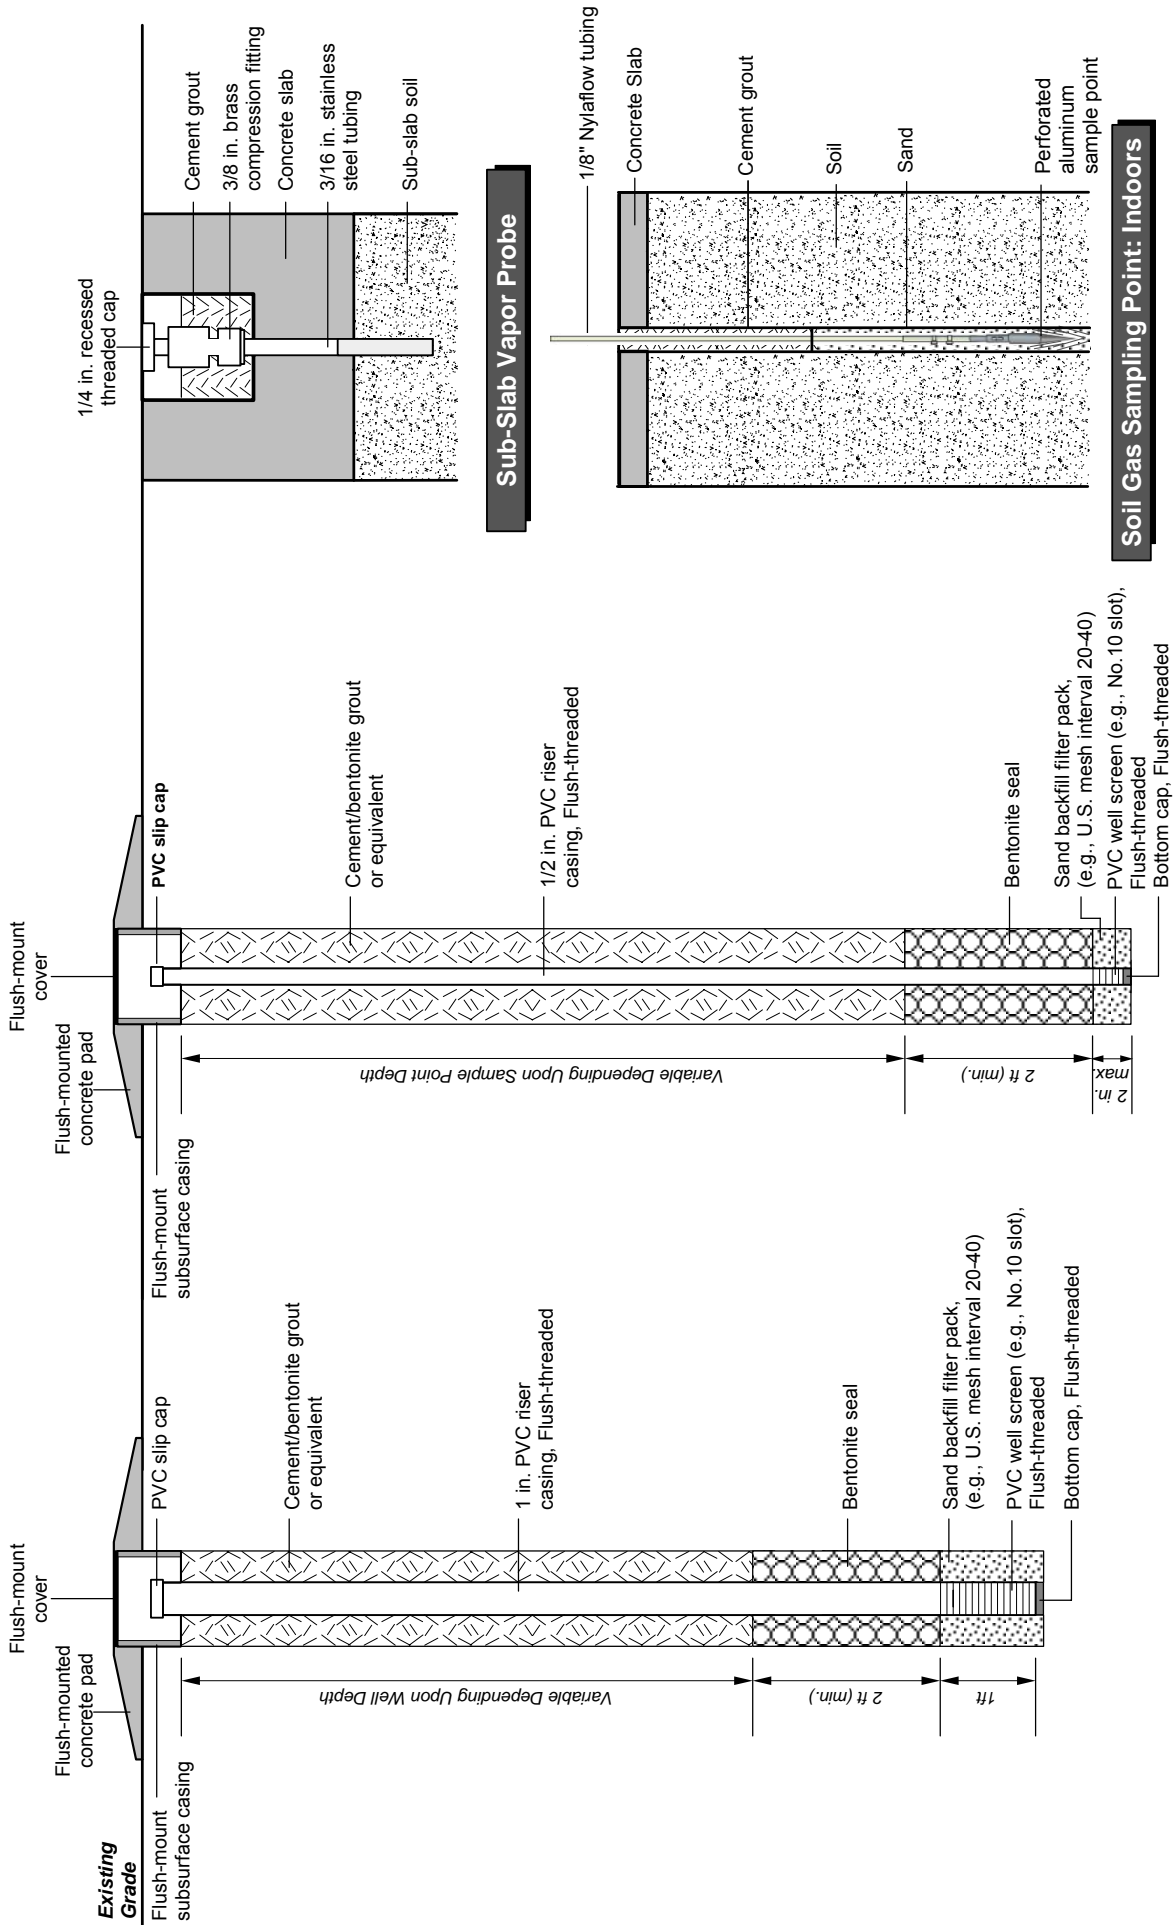 Existing
Grade
Flush-mount
subsurface casing
Flush-mounted
concrete pad
Flush-mount
cover
PVC slip cap
Cement/bentonite grout
or equivalent
1 in. PVC riser
casing, Flush-threaded
Bentonite seal
Sand backfill filter pack,
(e.g., U.S. mesh interval 20-40)
PVC well screen (e.g., No.10 slot),
Flush-threaded
Bottom cap, Flush-threaded
Variable Depending Upon Well Depth
2 ft (min.)
1ft
Flush-mount
subsurface casing
Flush-mounted
concrete pad
Flush-mount
cover
PVC slip cap
Cement/bentonite grout
or equivalent
1/2 in. PVC riser
casing, Flush-threaded
Bentonite seal
Sand backfill filter pack,
(e.g., U.S. mesh interval 20-40)
PVC well screen (e.g., No.10 slot),
Flush-threaded
Bottom cap, Flush-threaded
Variable Depending Upon Sample Point Depth
2 ft (min.)
2 in.
max.
1/4 in. recessed
threaded cap
Cement grout
3/8 in. brass
compression fitting
Concrete slab
3/16 in. stainless
steel tubing
Sub-slab soil
Sub-Slab Vapor Probe
1/8" Nylaflow tubing
Concrete Slab
Cement grout
Soil
Sand
Perforated
aluminum
sample point
Soil Gas Sampling Point: Indoors